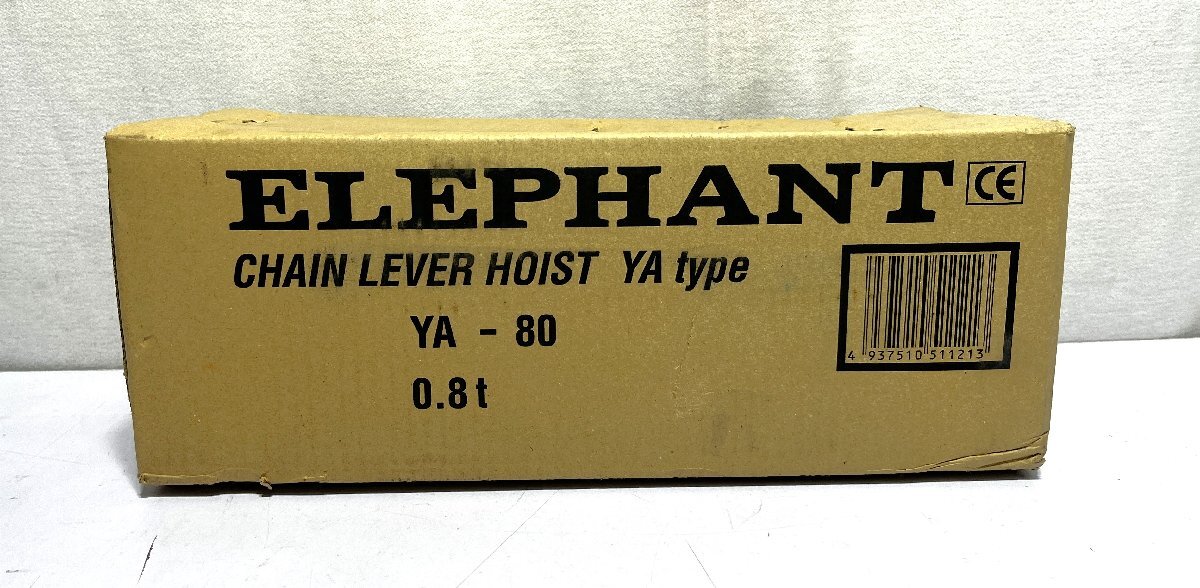 ELEPHANT CE
CHAIN LEVER HOIST YA type
YA - 80
0.8t
4 937510 511213